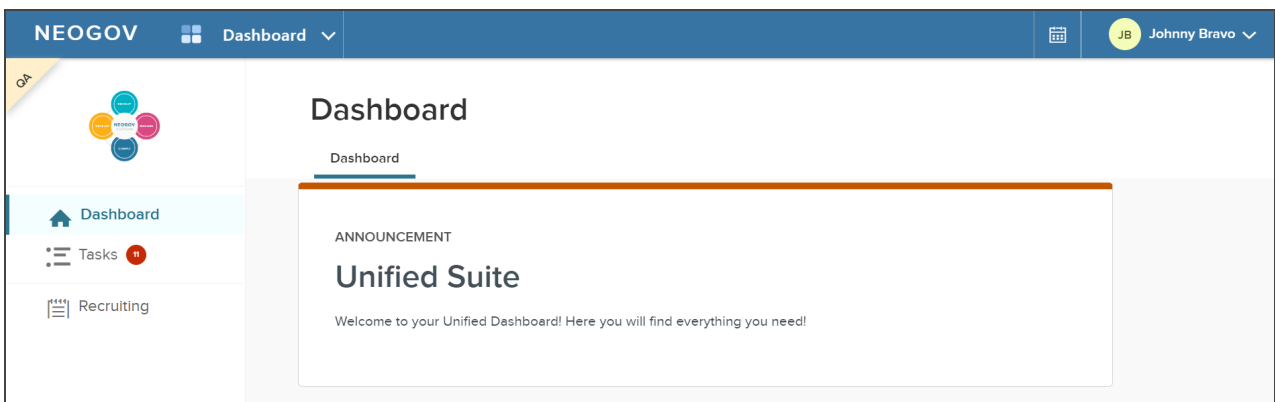 NEOGOV Dashboard JB Johnny Bravo
QA
NEOGOV
Dashboard
Dashboard
Dashboard
Tasks 11
Recruiting
ANNOUNCEMENT
Unified Suite
Welcome to your Unified Dashboard! Here you will find everything you need!